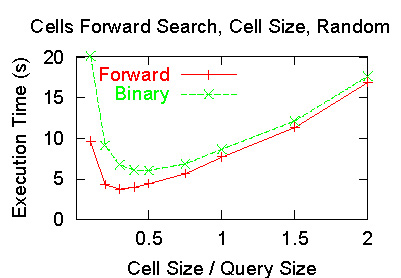 Cells Forward Search, Cell Size, Random
Execution Time (s)
20
15
10
5
0
Forward
Binary
0.5
1
1.5
2
Cell Size / Query Size